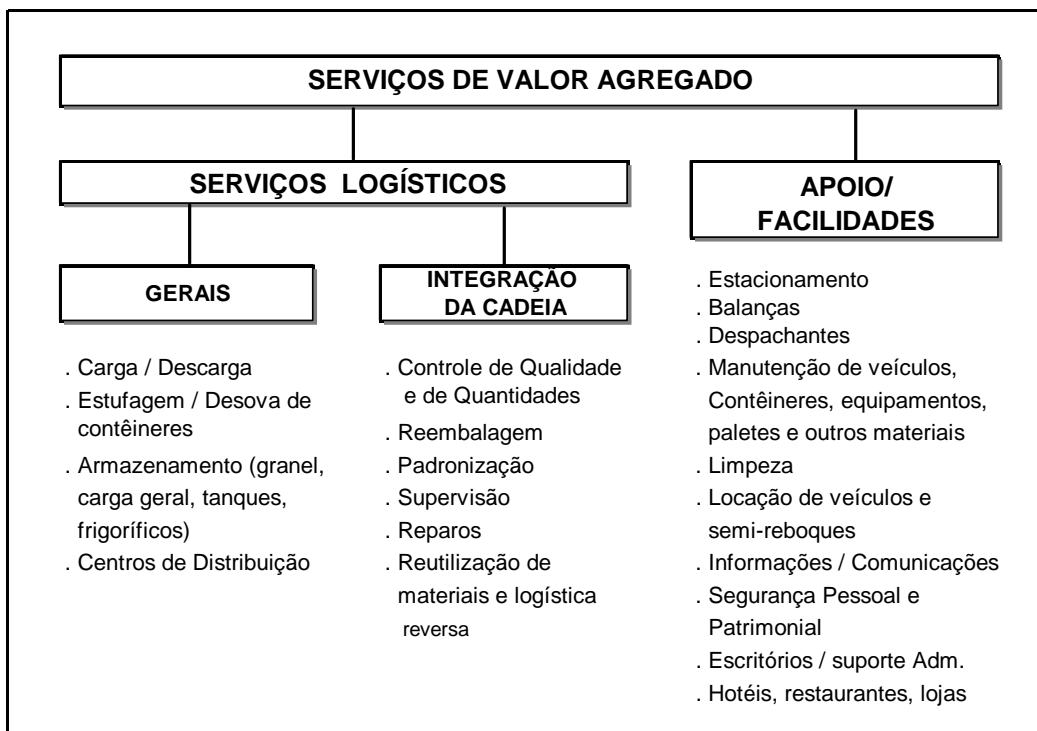 SERVIÇOS DE VALOR AGREGADO
SERVIÇOS LOGÍSTICOS
APOIO/
FACILIDADES
GERAIS
INTEGRAÇÃO
DA CADEIA
. Carga / Descarga
. Estufagem / Desova de
contêineres
. Armazenamento (granel,
carga geral, tanques,
frigoríficos)
. Centros de Distribuição
. Controle de Qualidade
e de Quantidades
. Reembalagem
. Padronização
. Supervisão
. Reparos
. Reutilização de
materiais e logística
reversa
. Estacionamento
. Balanças
. Despachantes
. Manutenção de veículos,
Contêineres, equipamentos,
paletes e outros materiais
. Limpeza
. Locação de veículos e
semi-reboques
. Informações / Comunicações
. Segurança Pessoal e
Patrimonial
. Escritórios / suporte Adm.
. Hotéis, restaurantes, lojas